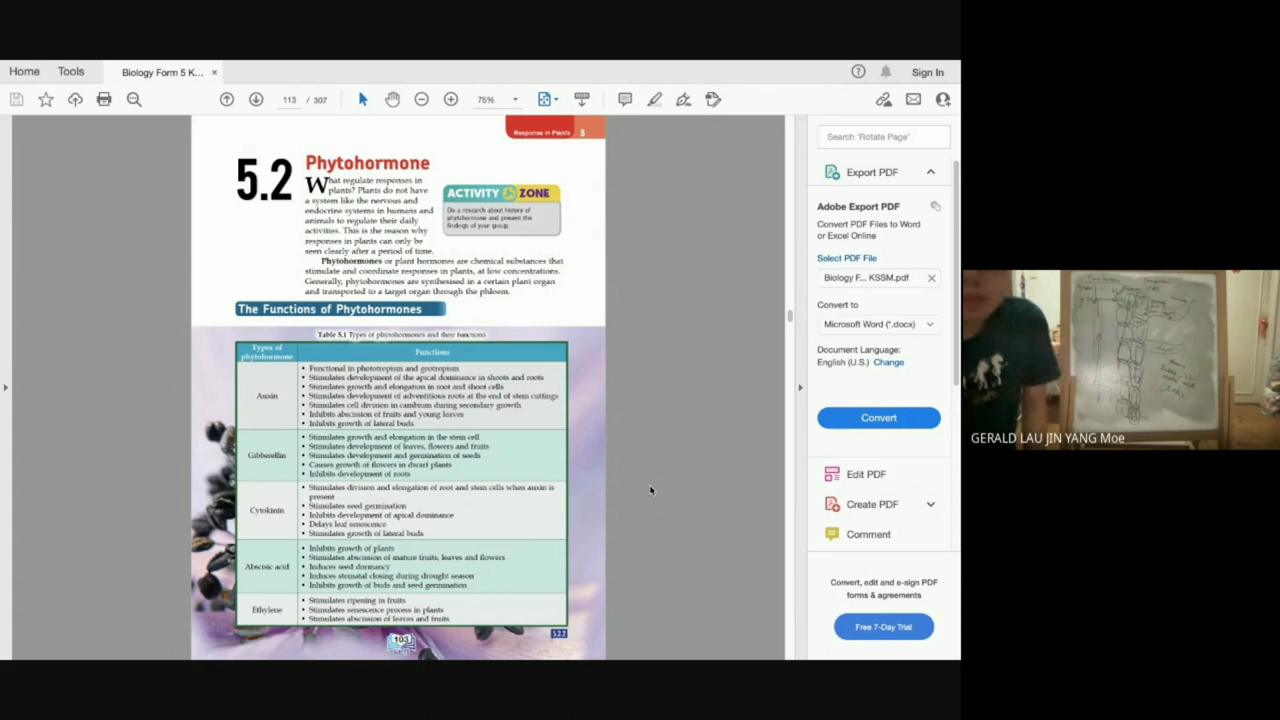 Home
Tools
Biology Form 5 K...
Sign In
113 / 307
75%
Response in Plants 5
5.2
Phytohormone
What regulate responses in
plants? Plants do not have
a system like the nervous and
endocrine systems in humans and
animals to regulate their daily
activities. This is the reason why
responses in plants can only be
seen clearly after a period of time.
Phytohormones or plant hormones are chemical substances that
stimulate and coordinate responses in plants, at low concentrations.
Generally, phytohormones are synthesised in a certain plant organ
and transported to a target organ through the phloem.
ACTIVITY ZONE
Do a research about history of
phytohormone and present the
findings of your group.
The Functions of Phytohormones
Table 5.1 Types of phytohormones and their functions
Types of
phytohormone
Functions
Auxin
• Functional in phototropism and geotropism
• Stimulates development of the apical dominance in shoots and roots
• Stimulates growth and elongation in root and shoot cells
• Stimulates development of adventitious roots at the end of stem cuttings
• Stimulates cell division in cambium during secondary growth
• Inhibits abscission of fruits and young leaves
• Inhibits growth of lateral buds
Gibberellin
• Stimulates growth and elongation in the stem cell
• Stimulates development of leaves, flowers and fruits
• Stimulates development and germination of seeds
• Causes growth of flowers in dwarf plants
• Inhibits development of roots
Cytokinin
• Stimulates division and elongation of root and stem cells when auxin is
present
• Stimulates seed germination
• Inhibits development of apical dominance
• Delays leaf senescence
• Stimulates growth of lateral buds
Abscisic acid
• Inhibits growth of plants
• Stimulates abscission of mature fruits, leaves and flowers
• Induces seed dormancy
• Induces stomatal closing during drought season
• Inhibits growth of buds and seed germination
Ethylene
• Stimulates ripening in fruits
• Stimulates senescence process in plants
• Stimulates abscission of leaves and fruits
103
5.2.2
Search 'Rotate Page'
Export PDF
Adobe Export PDF
Convert PDF Files to Word
or Excel Online
Select PDF File
Biology F... KSSM.pdf
Convert to
Microsoft Word (*.docx)
Document Language:
English (U.S.) Change
Convert
Edit PDF
Create PDF
Comment
Convert, edit and e-sign PDF
forms & agreements
Free 7-Day Trial
GERALD LAU JIN YANG Moe